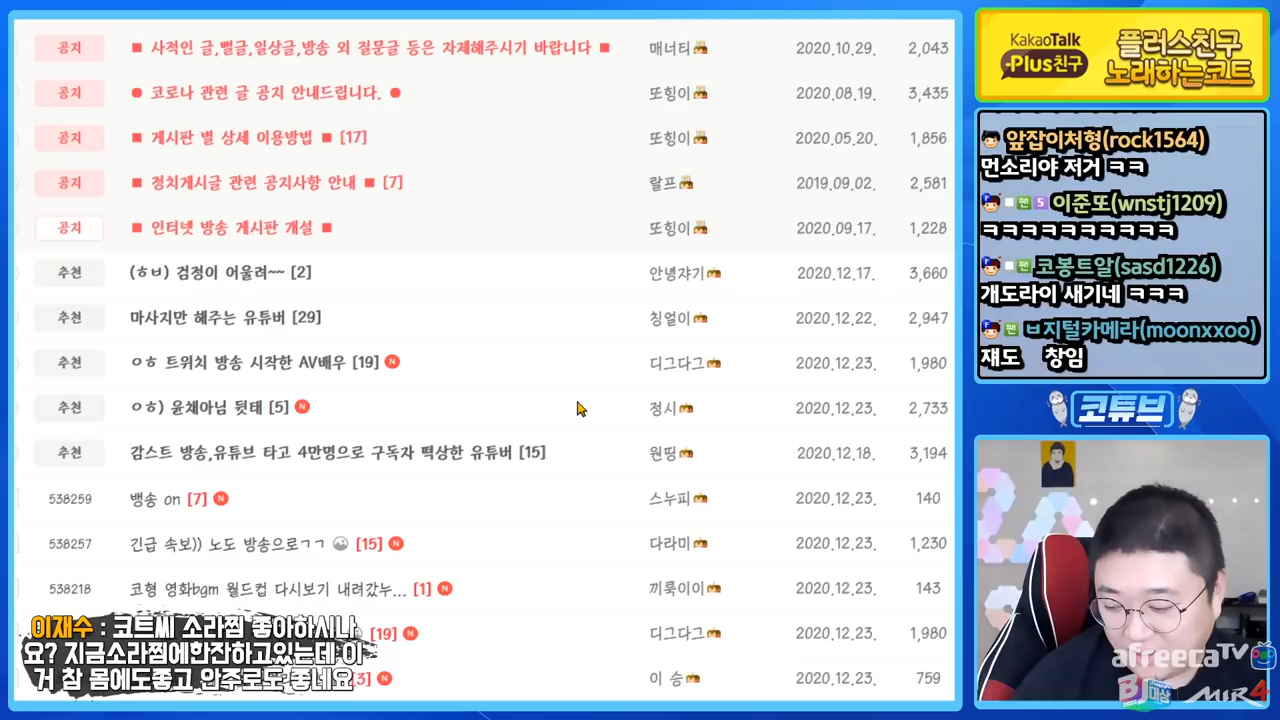 공지 ■ 사적인 글,뻘글,일상글,방송 외 질문글 등은 자제해주시기 바랍니다 ■ 매너티 2020.10.29. 2,043
공지 ● 코로나 관련 글 공지 안내드립니다. ● 또힝이 2020.08.19. 3,435
공지 ■ 게시판 별 상세 이용방법 ■ [17] 또힝이 2020.05.20. 1,856
공지 ■ 정치게시글 관련 공지사항 안내 ■ [7] 랄프 2019.09.02. 2,581
공지 ■ 인터넷 방송 게시판 개설 ■ 또힝이 2020.09.17. 1,228
추천 (ㅎㅂ) 검정이 어울려~~ [2] 안녕쟈기 2020.12.17. 3,660
추천 마사지만 해주는 유튜버 [29] 칭얼이 2020.12.22. 2,947
추천 ㅇㅎ 트위치 방송 시작한 AV배우 [19] N 디그다그 2020.12.23. 1,980
추천 ㅇㅎ) 윤채아님 뒷태 [5] N 정시 2020.12.23. 2,733
추천 감스트 방송,유튜브 타고 4만명으로 구독자 떡상한 유튜버 [15] 원띵 2020.12.18. 3,194
538259 뱅송 on [7] N 스누피 2020.12.23. 140
538257 긴급 속보)) 노도 방송으로ㄱㄱ [15] N 다라미 2020.12.23. 1,230
538218 코형 영화bgm 월드컵 다시보기 내려갔누... [1] N 끼룩이이 2020.12.23. 143
[19] N 디그다그 2020.12.23. 1,980
[3] N 이 승 2020.12.23. 759
이재수 : 코트씨 소라찜 좋아하시나
요? 지금소라찜에한잔하고있는데 이
거 참 몸에도좋고 안주로도 좋네요
KakaoTalk
Plus친구
플러스친구
노래하는코트
앞잡이처형(rock1564)
먼소리야 저거 ㅋㅋ
팬 5 이준또(wnstj1209)
ㅋㅋㅋㅋㅋㅋㅋㅋㅋㅋ
팬 코봉트알(sasd1226)
개도라이 새기네 ㅋㅋㅋ
팬 ㅂ지털카메라(moonxxoo)
쟤도 창임
코튜브
afreecaTV
BJ대상 MIR4